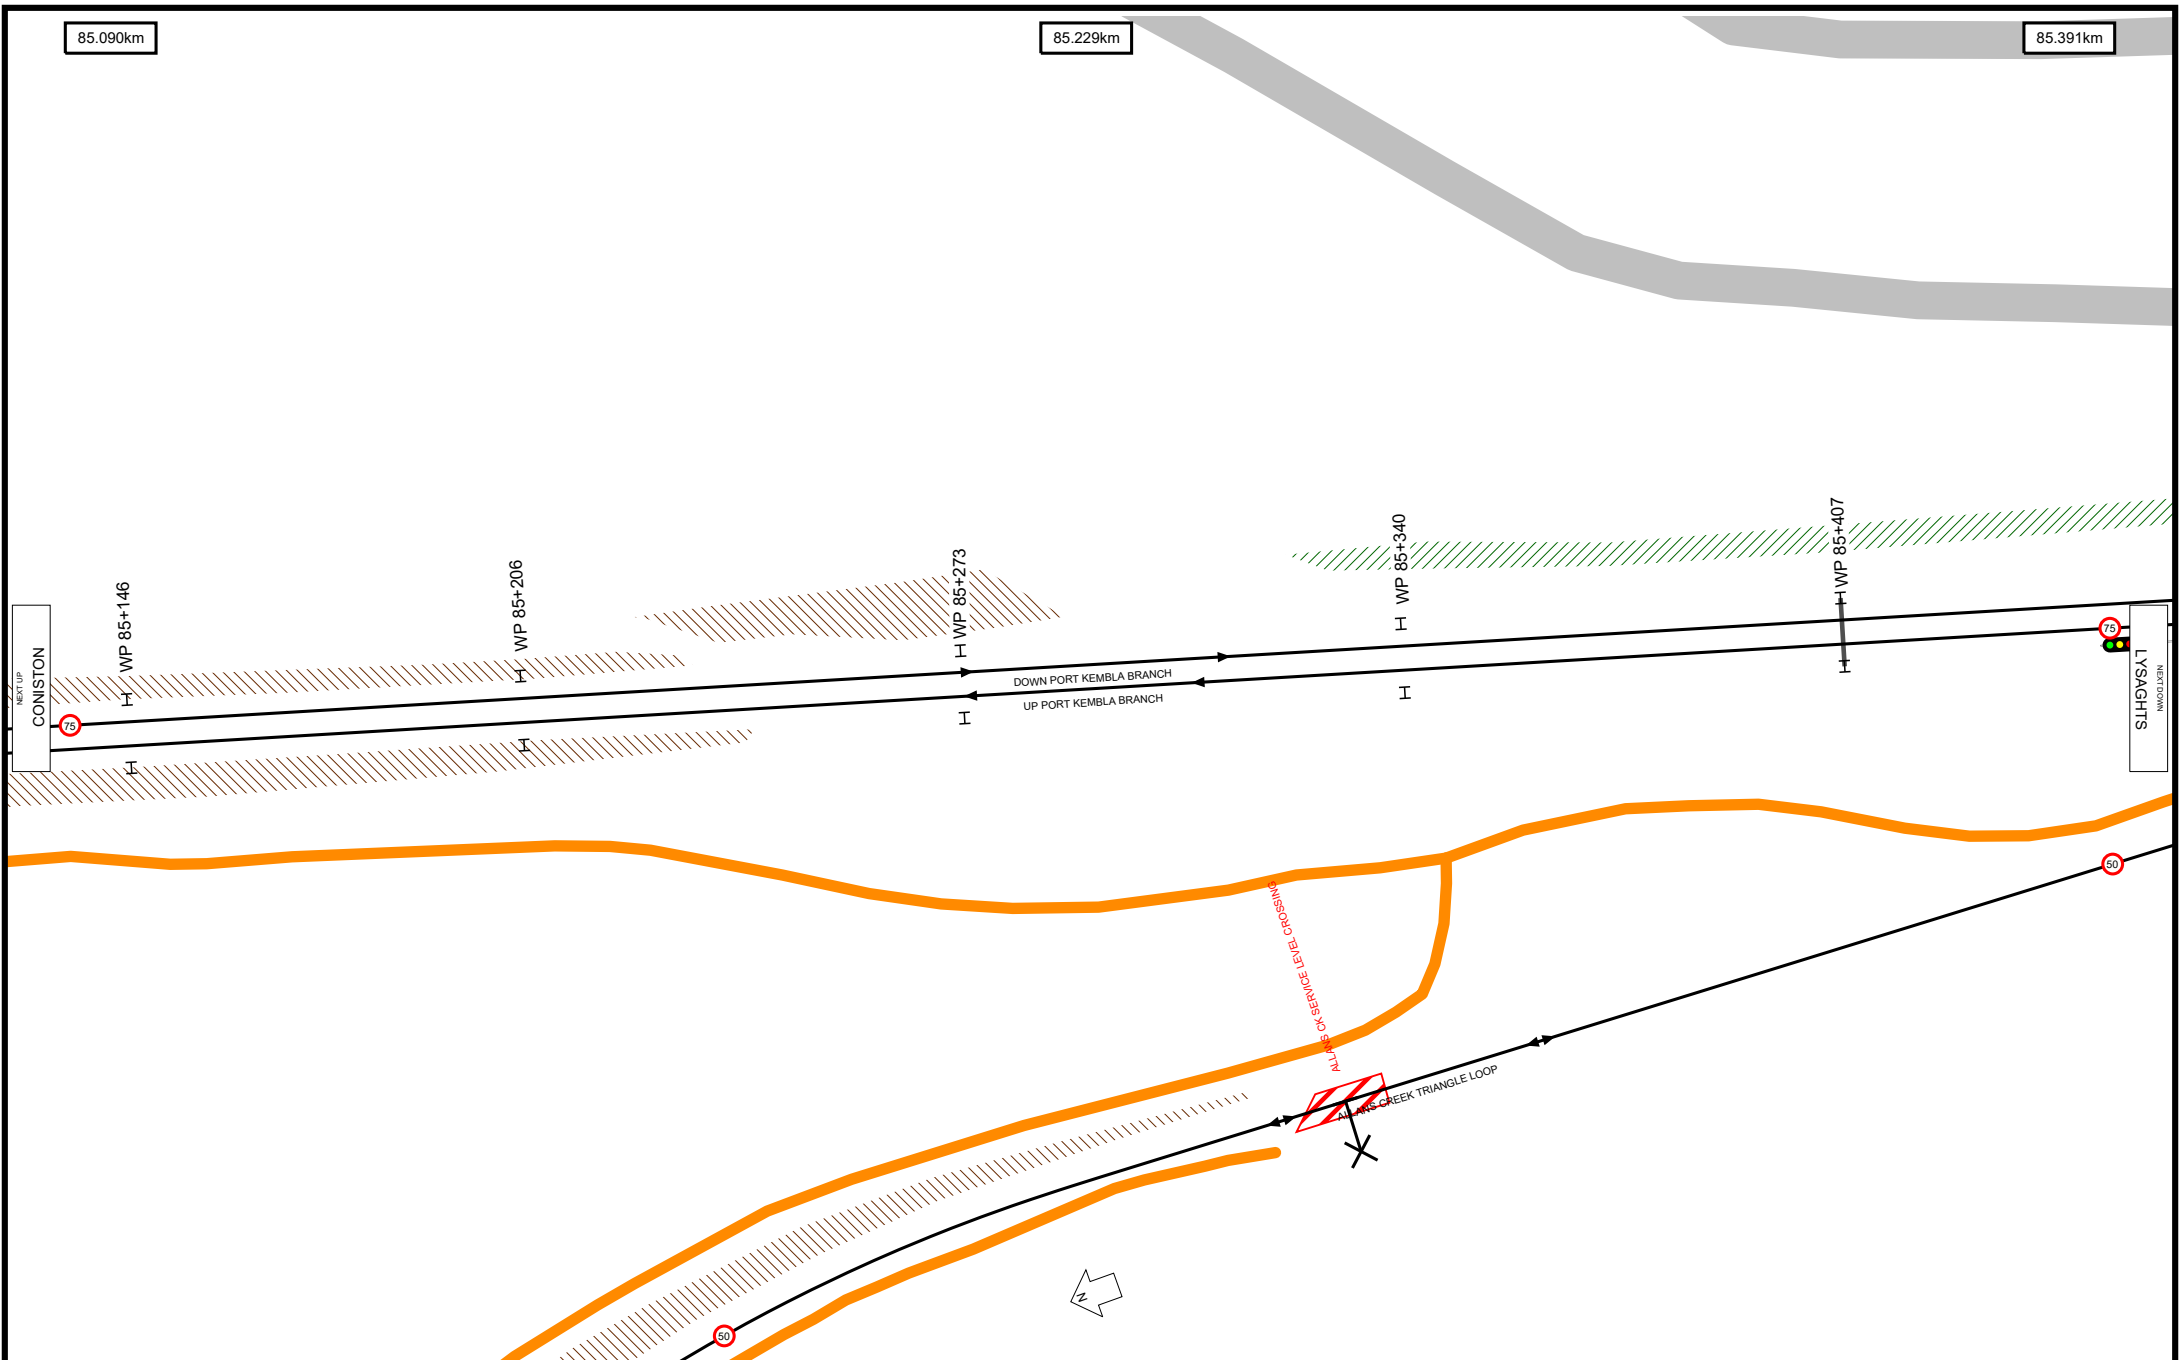 85.090km
85.229km
85.391km
WP 85+146
WP 85+206
WP 85+273
WP 85+340
WP 85+407
NEXT UP
CONISTON
75
DOWN PORT KEMBLA BRANCH
UP PORT KEMBLA BRANCH
75
LYSAGHTS
NEXT DOWN
50
ALLANS CK SERVICE LEVEL CROSSING
ALLANS CREEK TRIANGLE LOOP
N
50